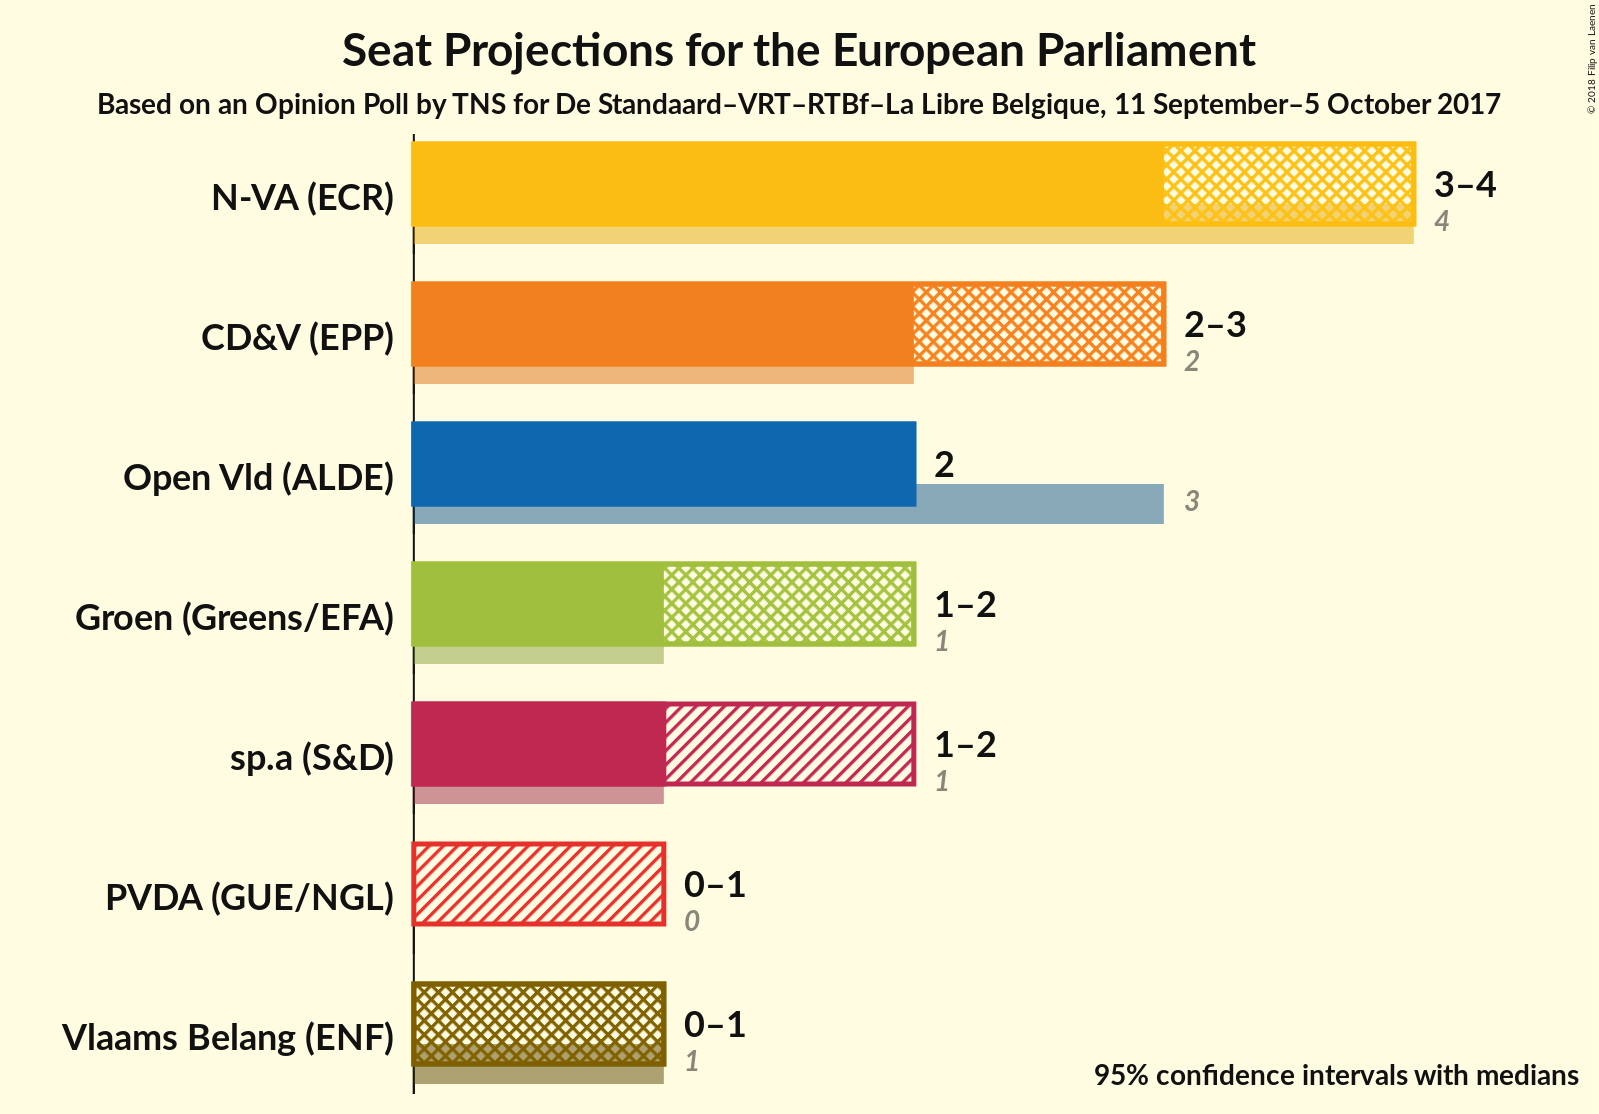 Seat Projections for the European Parliament
Based on an Opinion Poll by TNS for De Standaard–VRT–RTBf–La Libre Belgique, 11 September–5 October 2017
© 2018 Filip van Laenen
N-VA (ECR)
3–4
4
CD&V (EPP)
2–3
2
Open Vld (ALDE)
2
3
Groen (Greens/EFA)
1–2
1
sp.a (S&D)
1–2
1
PVDA (GUE/NGL)
0–1
0
Vlaams Belang (ENF)
0–1
1
95% confidence intervals with medians